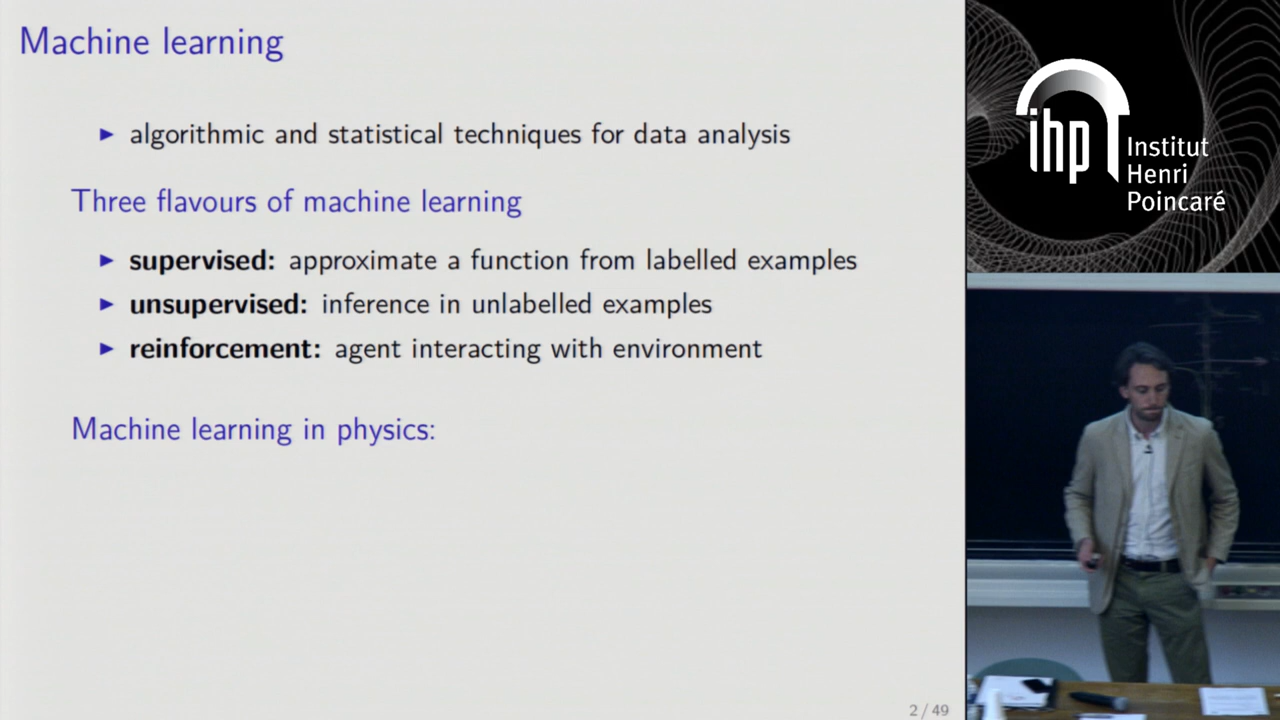 Machine learning
▶ algorithmic and statistical techniques for data analysis
Three flavours of machine learning
▶ supervised: approximate a function from labelled examples
▶ unsupervised: inference in unlabelled examples
▶ reinforcement: agent interacting with environment
Machine learning in physics:
2 / 49
ihp
Institut
Henri
Poincaré